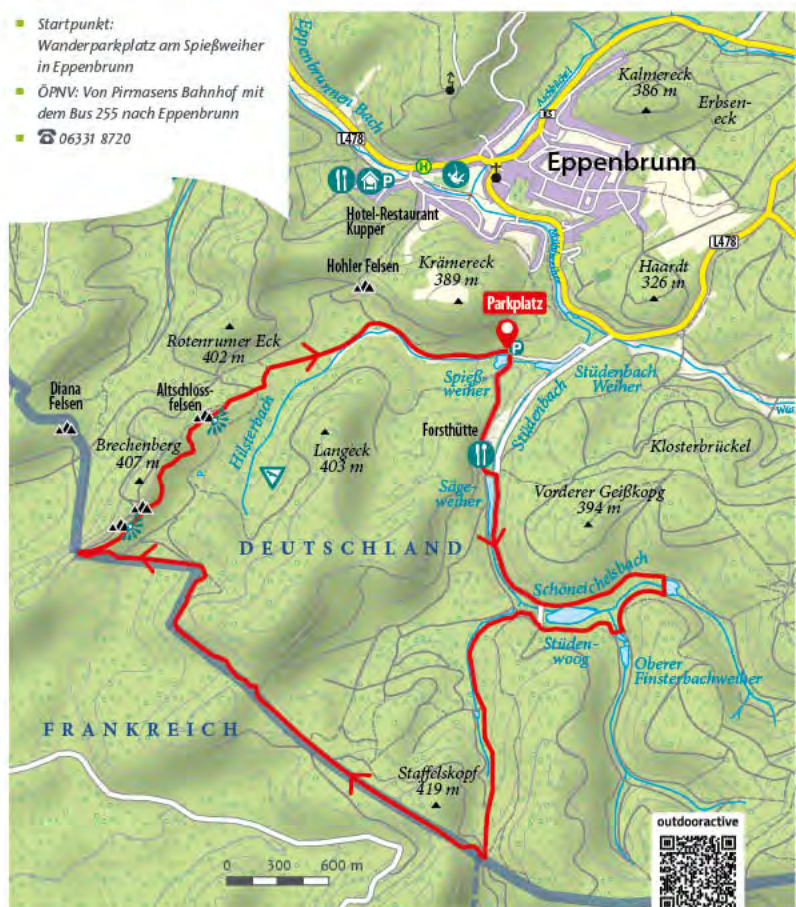 Startpunkt:
Wanderparkplatz am Spießweiher
in Eppenbrunn
ÖPNV: Von Pirmasens Bahnhof mit
dem Bus 255 nach Eppenbrunn
☎ 06331 8720
Eppenbrunner Bach
Kalmereck
386 m
Erbsen-
eck
K5
L478
H
P
Eppenbrunn
Hotel-Restaurant
Kupper
L478
Hohler Felsen
Krämereck
389 m
Haardt
326 m
Parkplatz
P
Rotenrumer Eck
402 m
Spieß-
weiher
Stüdenbach
Weiher
Diana
Felsen
Altschloss-
felsen
Forsthütte
Stüdenbach
Hilsterbach
Brechenberg
407 m
Langeck
403 m
Klosterbrückel
Säge-
weiher
Vorderer Geißkopg
394 m
DEUTSCHLAND
Schöneichelsbach
Stüden-
woog
Oberer
Finsterbachweiher
FRANKREICH
Staffelskopf
419 m
outdooractive
0 300 600 m